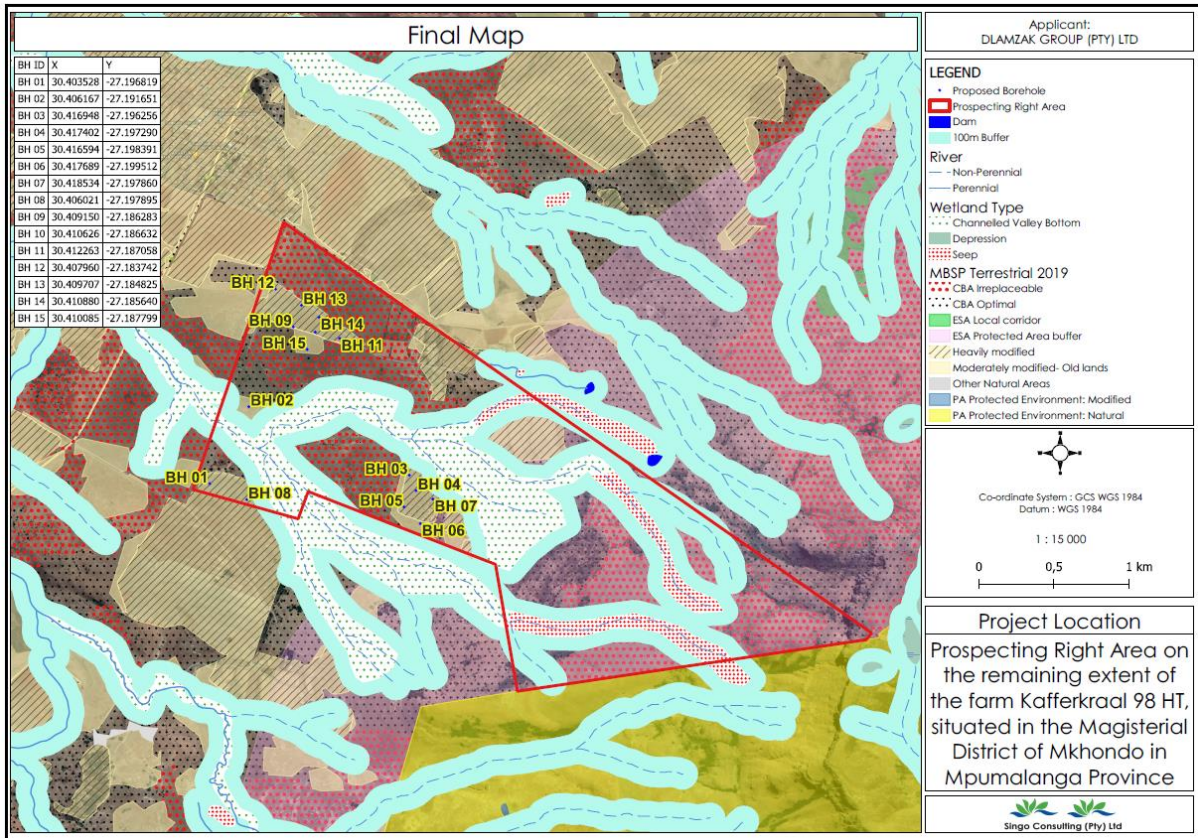 Final Map
BH ID X Y
BH 01 30.403528 -27.196819
BH 02 30.406167 -27.191651
BH 03 30.416948 -27.196256
BH 04 30.417402 -27.197290
BH 05 30.416594 -27.198391
BH 06 30.417689 -27.199512
BH 07 30.418534 -27.197860
BH 08 30.406021 -27.197895
BH 09 30.409150 -27.186283
BH 10 30.410626 -27.186632
BH 11 30.412263 -27.187058
BH 12 30.407960 -27.183742
BH 13 30.409707 -27.184825
BH 14 30.410880 -27.185640
BH 15 30.410085 -27.187799
BH 12
BH 13
BH 09
BH 14
BH 15
BH 11
BH 02
BH 03
BH 01
BH 04
BH 08
BH 05
BH 07
BH 06
Applicant:
DLAMZAK GROUP (PTY) LTD
LEGEND
Proposed Borehole
Prospecting Right Area
Dam
100m Buffer
River
Non-Perennial
Perennial
Wetland Type
Channelled Valley Bottom
Depression
Seep
MBSP Terrestrial 2019
CBA Irreplaceable
CBA Optimal
ESA Local corridor
ESA Protected Area buffer
Heavily modified
Moderately modified- Old lands
Other Natural Areas
PA Protected Environment: Modified
PA Protected Environment: Natural
Co-ordinate System : GCS WGS 1984
Datum : WGS 1984
1 : 15 000
0 0,5 1 km
Project Location
Prospecting Right Area on
the remaining extent of
the farm Kafferkraal 98 HT,
situated in the Magisterial
District of Mkhondo in
Mpumalanga Province
Singo Consulting (Pty) Ltd